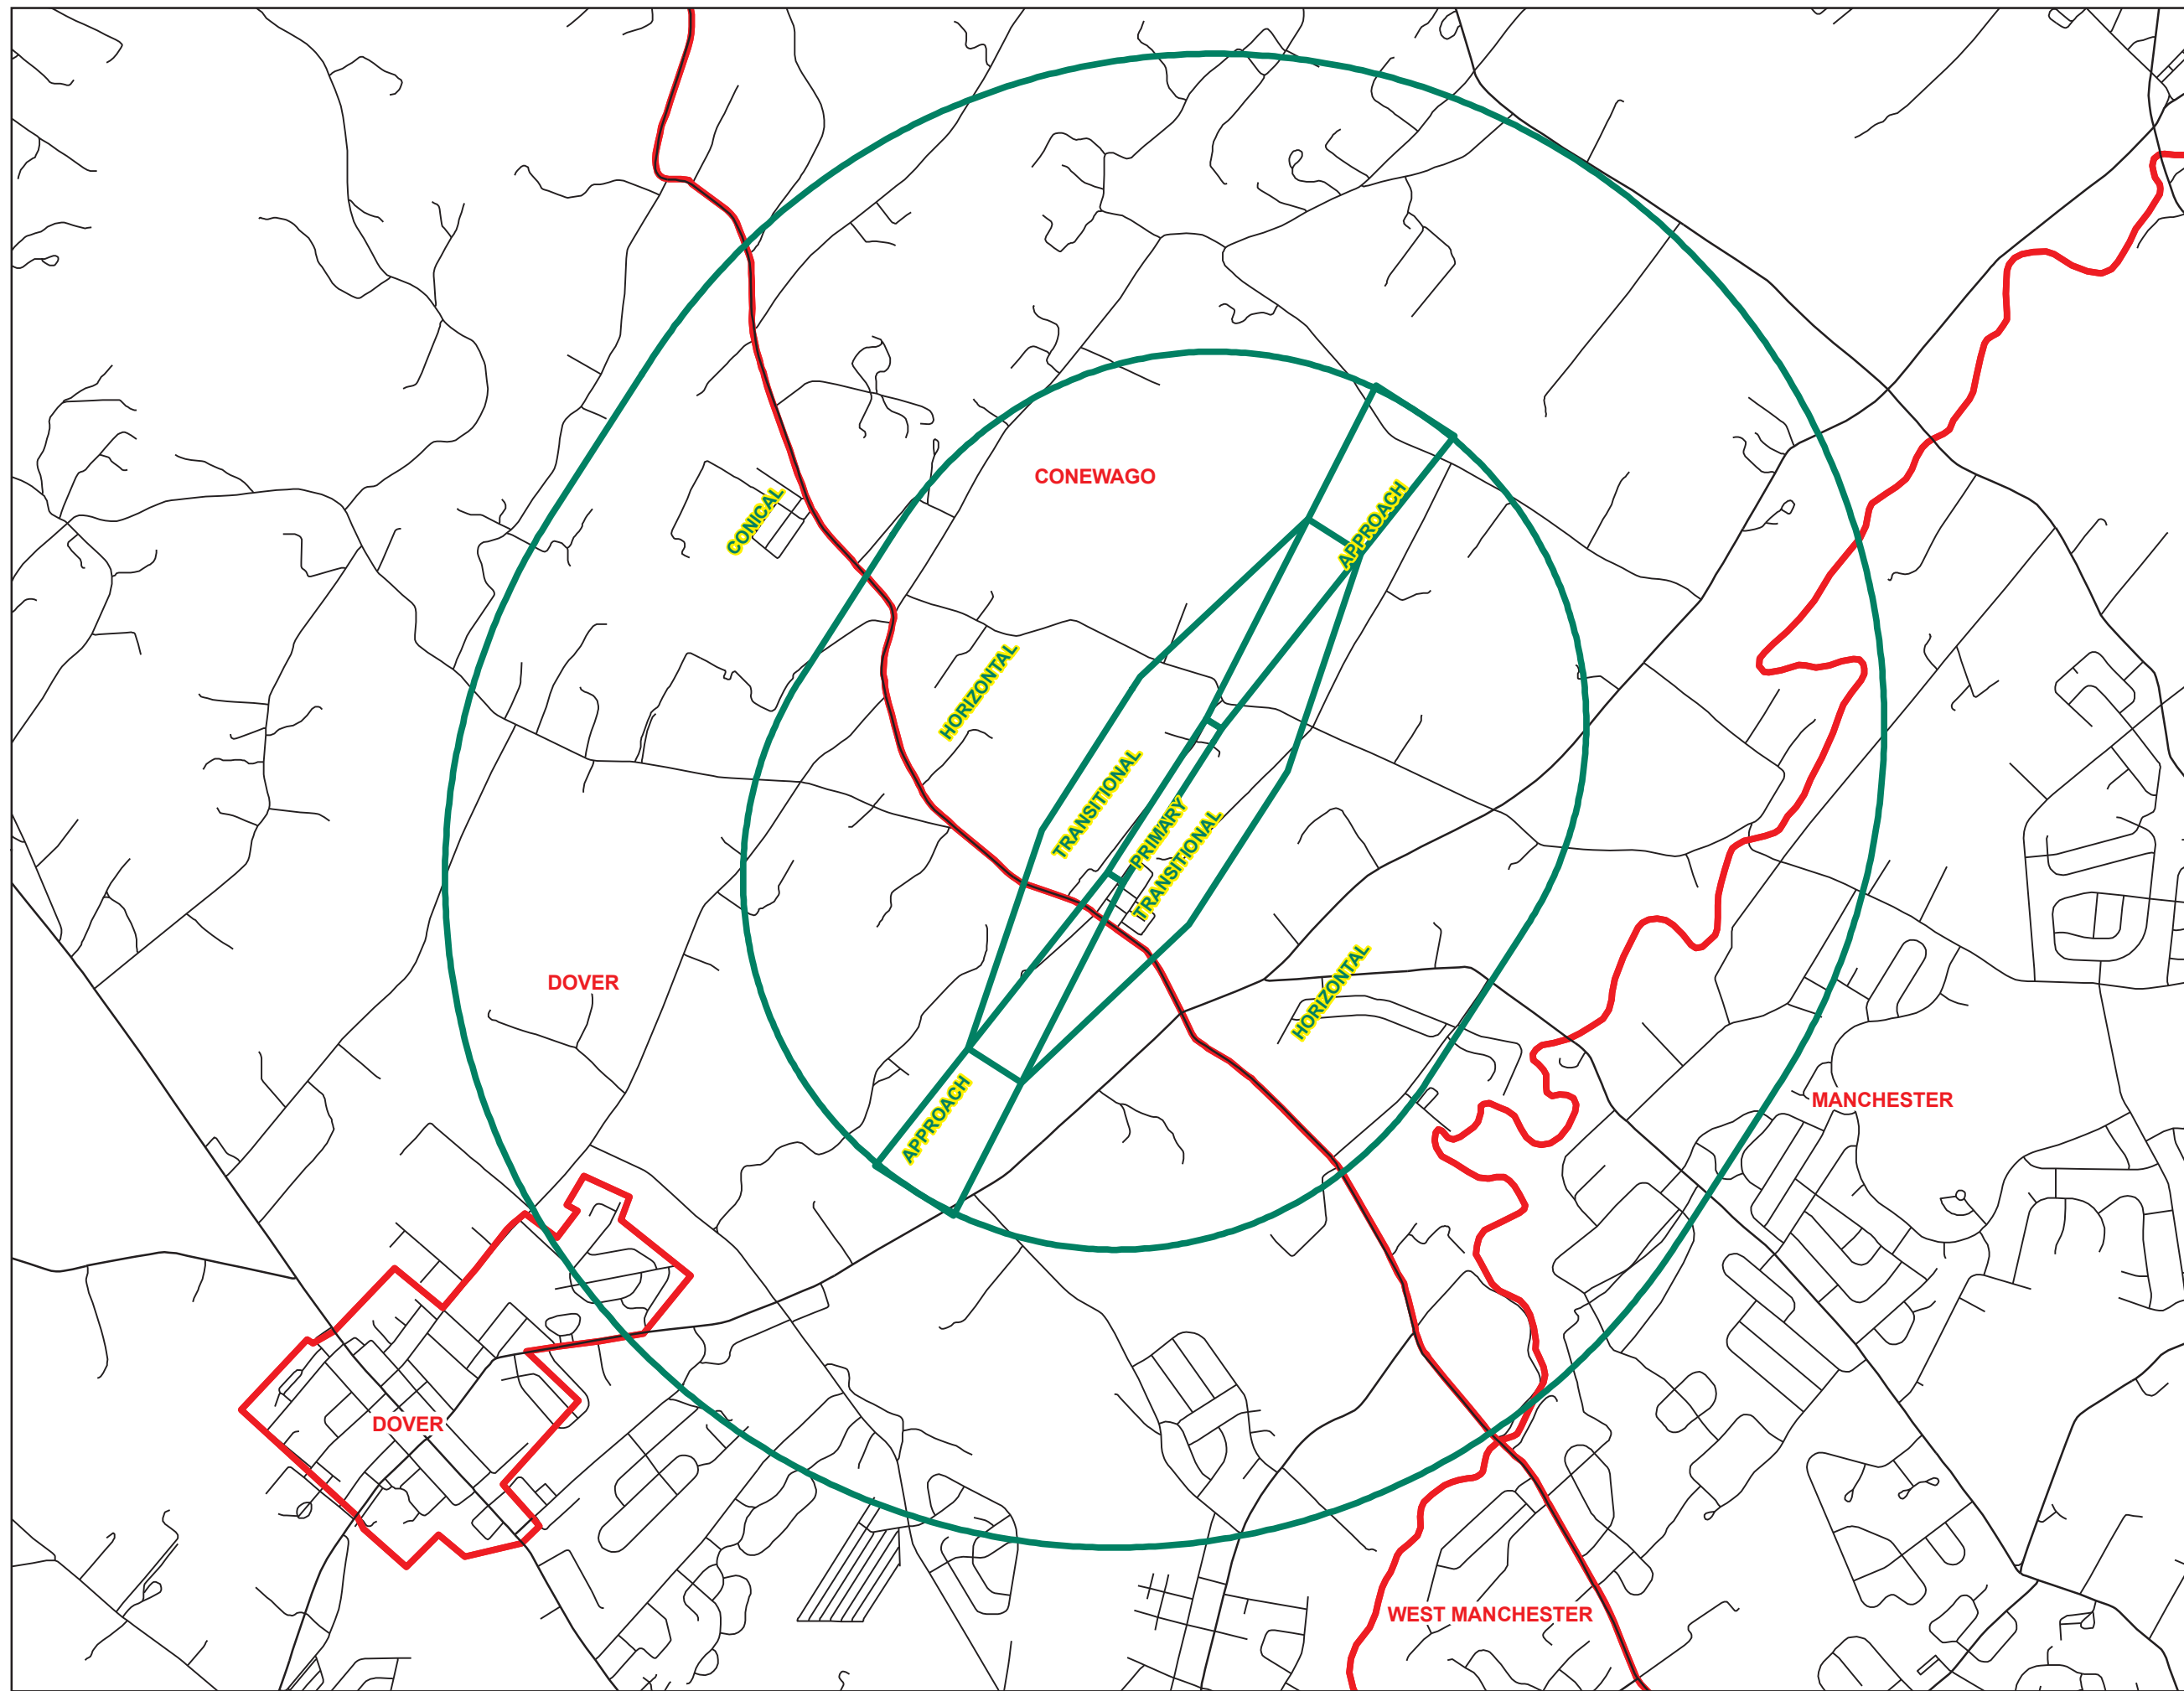 CONEWAGO
APPROACH
CONICAL
HORIZONTAL
TRANSITIONAL
PRIMARY
TRANSITIONAL
DOVER
HORIZONTAL
APPROACH
MANCHESTER
DOVER
WEST MANCHESTER